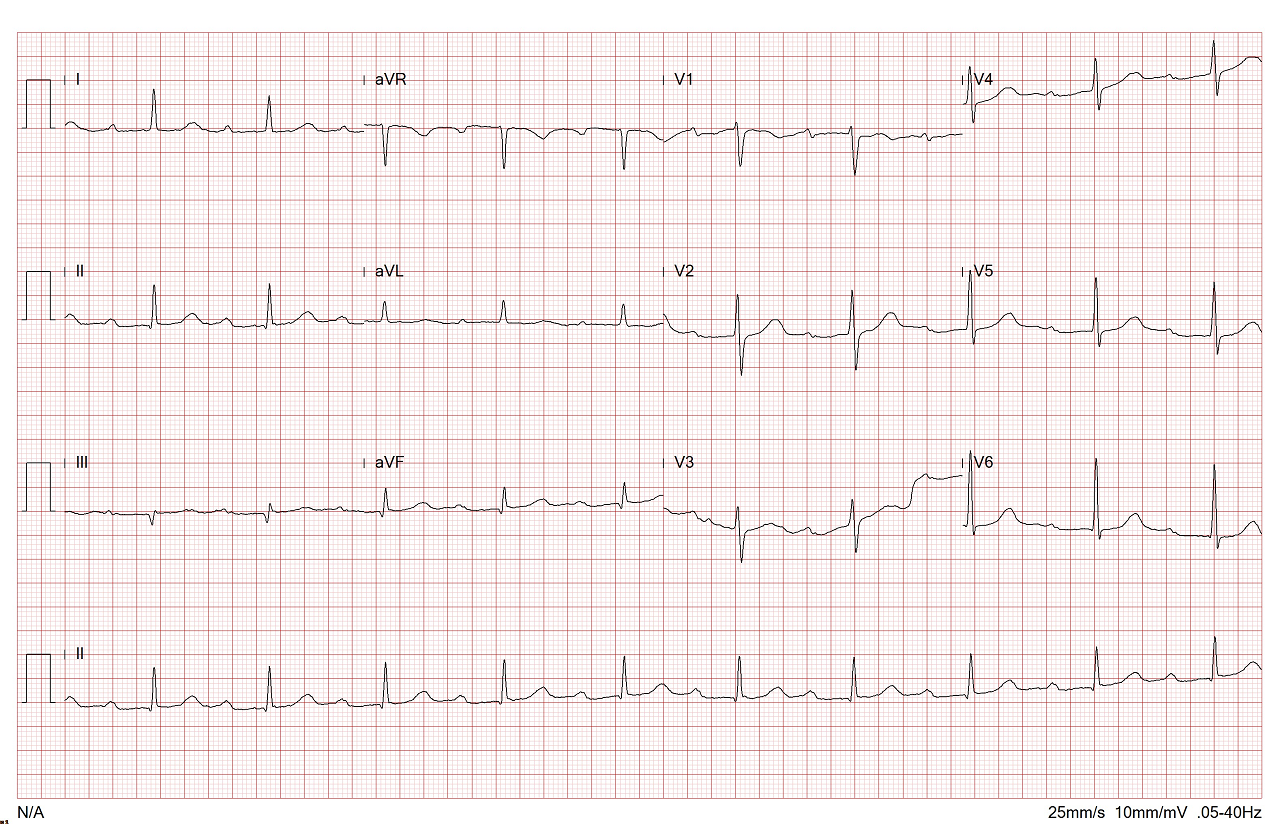 I aVR V1 V4
II aVL V2 V5
III aVF V3 V6
II
N/A 25mm/s 10mm/mV .05-40Hz